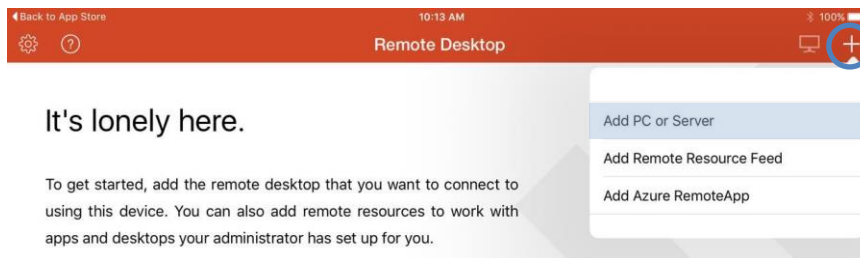 Back to App Store
10:13 AM
100%
Remote Desktop
It's lonely here.
Add PC or Server
Add Remote Resource Feed
Add Azure RemoteApp
To get started, add the remote desktop that you want to connect to
using this device. You can also add remote resources to work with
apps and desktops your administrator has set up for you.